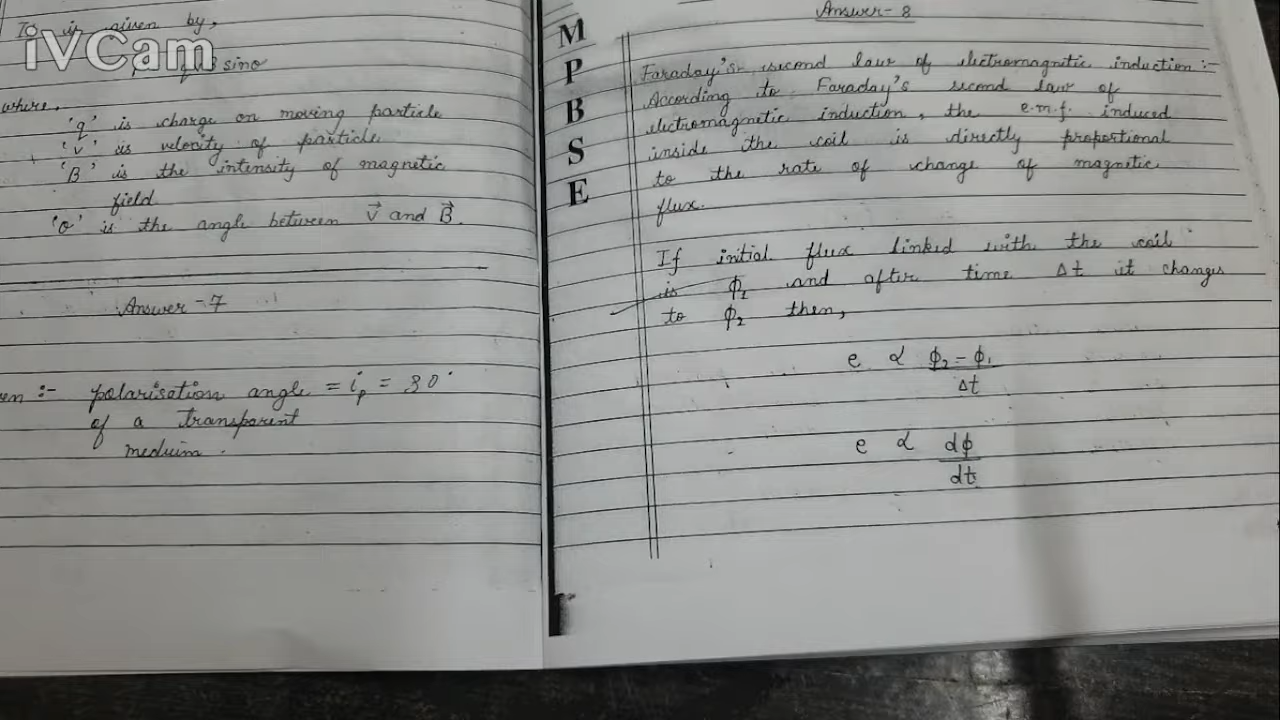 It is given by,
iVCam
sinθ
where,
'q' is charge on moving particle
'v' is velocity of particle
'B' is the intensity of magnetic
field
'θ' is the angle between v⃗ and B⃗.
Answer - 7
en :- polarisation angle = iₚ = 30°
of a transparent
medium.
M
P
B
S
E
Answer - 8
Faraday's second law of electromagnetic induction :-
According to Faraday's second law of
electromagnetic induction, the e.m.f. induced
inside the coil is directly proportional
to the rate of change of magnetic
flux.
If initial flux linked with the coil
is ϕ₁ and after time Δt it changes
to ϕ₂ then,
e ∝ ϕ₂ - ϕ₁
Δt
e ∝ dϕ
dt